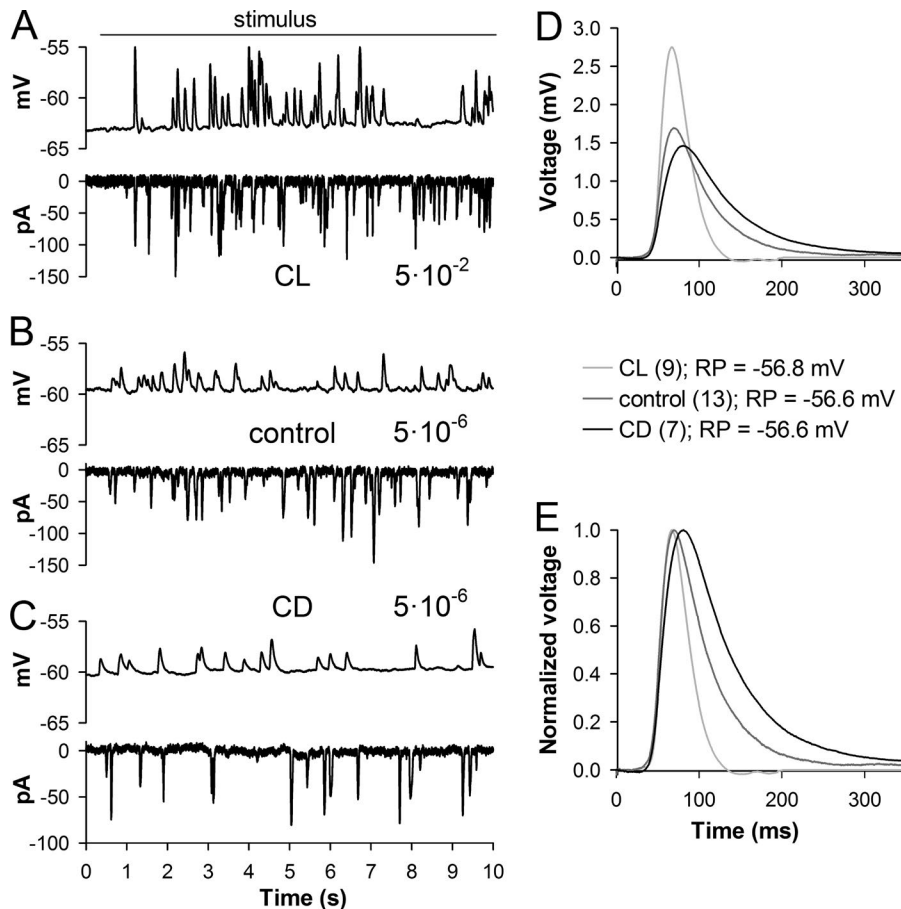 A
stimulus
-55
-60
-65
mV
0
-50
-100
-150
pA
CL 5·10-2
B
-55
-60
-65
mV
control 5·10-6
0
-50
-100
-150
pA
C
CD 5·10-6
-55
-60
-65
mV
0
-50
-100
pA
0 1 2 3 4 5 6 7 8 9 10
Time (s)
D
3.0
2.5
2.0
1.5
1.0
0.5
0.0
Voltage (mV)
0 100 200 300
CL (9); RP = -56.8 mV
control (13); RP = -56.6 mV
CD (7); RP = -56.6 mV
E
1.0
0.8
0.6
0.4
0.2
0.0
Normalized voltage
0 100 200 300
Time (ms)